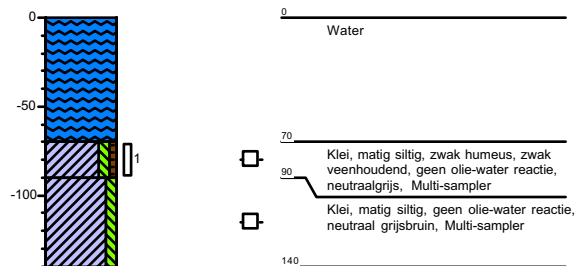 0
0
Water
-50
70
1
Klei, matig siltig, zwak humeus, zwak
veenhoudend, geen olie-water reactie,
neutraalgrijs, Multi-sampler
90
-100
Klei, matig siltig, geen olie-water reactie,
neutraal grijsbruin, Multi-sampler
140